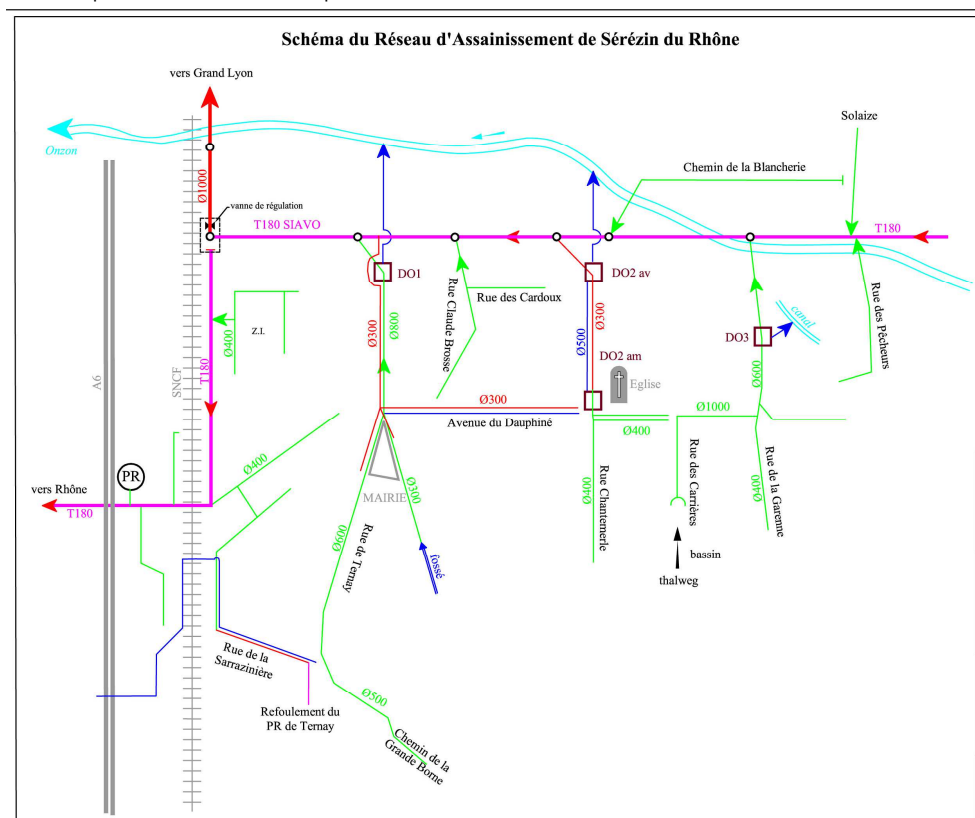 Schéma du Réseau d'Assainissement de Sérézin du Rhône
vers Grand Lyon
Solaize
Onzon
Chemin de la Blancherie
Ø1000
vanne de régulation
T180 SIAVO
T180
DO1
DO2 av
Rue Claude Brosse
Rue des Cardoux
Rue des Pêcheurs
canal
Z.I.
Ø400
Ø300
Ø800
Ø500
Ø300
DO3
T180
A6
SNCF
DO2 am
Eglise
Ø600
Ø300
Avenue du Dauphiné
Ø400
Ø1000
Ø400
MAIRIE
Ø300
Rue Chantemerle
Ø400
Rue des Carrières
Rue de la Garenne
Ø400
PR
vers Rhône
T180
Ø600
Rue de Ternay
fossé
bassin
thalweg
Rue de la
Sarrazinière
Ø500
Refoulement du
PR de Ternay
Chemin de la
Grande Borne